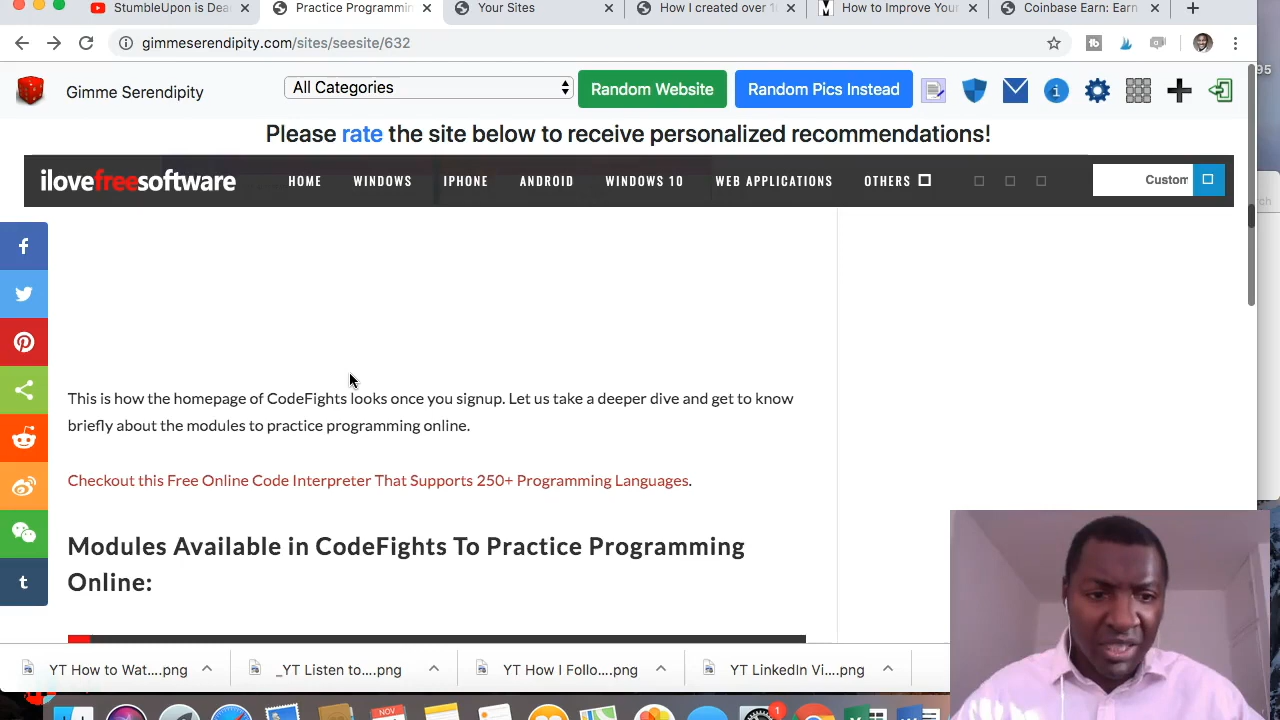 StumbleUpon is Dea
Practice Programmin
Your Sites
How I created over 1
How to Improve Your
Coinbase Earn: Earn
gimmeserendipity.com/sites/seesite/632
95
Gimme Serendipity
All Categories
Random Website
Random Pics Instead
Please rate the site below to receive personalized recommendations!
ilovefreesoftware
HOME
WINDOWS
IPHONE
ANDROID
WINDOWS 10
WEB APPLICATIONS
OTHERS
Custom
This is how the homepage of CodeFights looks once you signup. Let us take a deeper dive and get to know
briefly about the modules to practice programming online.
Checkout this Free Online Code Interpreter That Supports 250+ Programming Languages.
Modules Available in CodeFights To Practice Programming
Online:
YT How to Wat....png
_YT Listen to....png
YT How I Follo....png
YT LinkedIn Vi....png
NOV
1